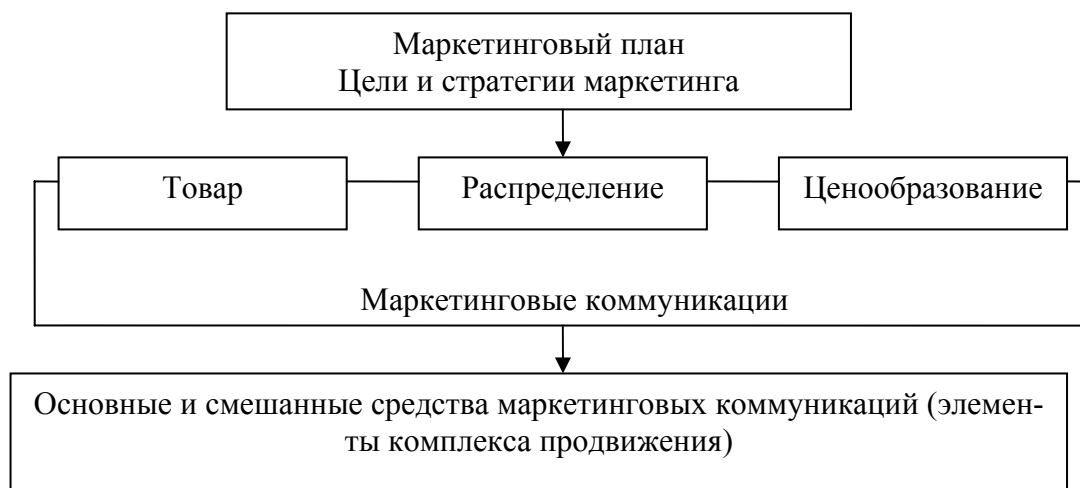 Маркетинговый план
Цели и стратегии маркетинга
Товар
Распределение
Ценообразование
Маркетинговые коммуникации
Основные и смешанные средства маркетинговых коммуникаций (элемен-
ты комплекса продвижения)